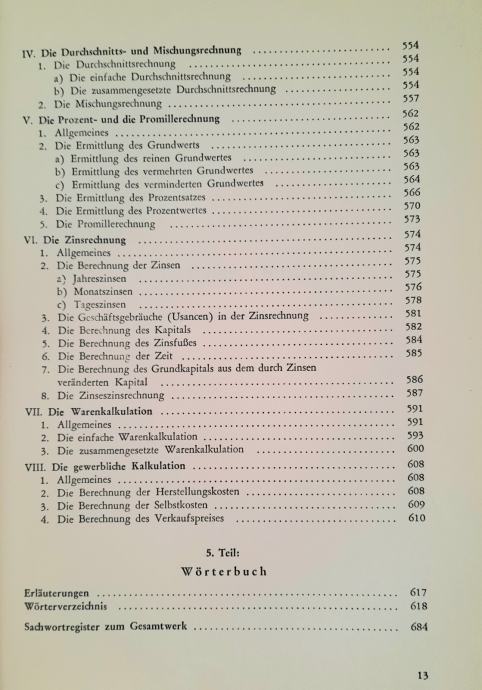 IV. Die Durchschnitts- und Mischungsrechnung . . . . . . . . . . . . . . . . . . . . . . . . 554
1. Die Durchschnittsrechnung . . . . . . . . . . . . . . . . . . . . . . . . 554
a) Die einfache Durchschnittsrechnung . . . . . . . . . . . . . . . . . . . . . . . . 554
b) Die zusammengesetzte Durchschnittsrechnung . . . . . . . . . . . . . . . . . . 554
2. Die Mischungsrechnung . . . . . . . . . . . . . . . . . . . . . . . . 557
V. Die Prozent- und die Promillerechnung . . . . . . . . . . . . . . . . . . . . . . . . 562
1. Allgemeines . . . . . . . . . . . . . . . . . . . . . . . . 562
2. Die Ermittlung des Grundwerts . . . . . . . . . . . . . . . . . . . . . . . . 563
a) Ermittlung des reinen Grundwertes . . . . . . . . . . . . . . . . . . . . . . . . 563
b) Ermittlung des vermehrten Grundwertes . . . . . . . . . . . . . . . . . . . . 563
c) Ermittlung des verminderten Grundwertes . . . . . . . . . . . . . . . . . . . . 564
3. Die Ermittlung des Prozentsatzes . . . . . . . . . . . . . . . . . . . . . . . . 566
4. Die Ermittlung des Prozentwertes . . . . . . . . . . . . . . . . . . . . . . . . 570
5. Die Promillerechnung . . . . . . . . . . . . . . . . . . . . . . . . 573
VI. Die Zinsrechnung . . . . . . . . . . . . . . . . . . . . . . . . 574
1. Allgemeines . . . . . . . . . . . . . . . . . . . . . . . . 574
2. Die Berechnung der Zinsen . . . . . . . . . . . . . . . . . . . . . . . . 575
a) Jahreszinsen . . . . . . . . . . . . . . . . . . . . . . . . 575
b) Monatszinsen . . . . . . . . . . . . . . . . . . . . . . . . 576
c) Tageszinsen . . . . . . . . . . . . . . . . . . . . . . . . 578
3. Die Geschäftsgebräuche (Usancen) in der Zinsrechnung . . . . . . . . . . . . . . 581
4. Die Berechnung des Kapitals . . . . . . . . . . . . . . . . . . . . . . . . 582
5. Die Berechnung des Zinsfußes . . . . . . . . . . . . . . . . . . . . . . . . 584
6. Die Berechnung der Zeit . . . . . . . . . . . . . . . . . . . . . . . . 585
7. Die Berechnung des Grundkapitals aus dem durch Zinsen
veränderten Kapital . . . . . . . . . . . . . . . . . . . . . . . . 586
8. Die Zinseszinsrechnung . . . . . . . . . . . . . . . . . . . . . . . . 587
VII. Die Warenkalkulation . . . . . . . . . . . . . . . . . . . . . . . . 591
1. Allgemeines . . . . . . . . . . . . . . . . . . . . . . . . 591
2. Die einfache Warenkalkulation . . . . . . . . . . . . . . . . . . . . . . . . 593
3. Die zusammengesetzte Warenkalkulation . . . . . . . . . . . . . . . . . . . . 600
VIII. Die gewerbliche Kalkulation . . . . . . . . . . . . . . . . . . . . . . . . 608
1. Allgemeines . . . . . . . . . . . . . . . . . . . . . . . . 608
2. Die Berechnung der Herstellungskosten . . . . . . . . . . . . . . . . . . . . 608
3. Die Berechnung der Selbstkosten . . . . . . . . . . . . . . . . . . . . . . . . 609
4. Die Berechnung des Verkaufspreises . . . . . . . . . . . . . . . . . . . . . . 610
5. Teil:
Wörterbuch
Erläuterungen . . . . . . . . . . . . . . . . . . . . . . . . 617
Wörterverzeichnis . . . . . . . . . . . . . . . . . . . . . . . . 618
Sachwortregister zum Gesamtwerk . . . . . . . . . . . . . . . . . . . . . . . . 684
13